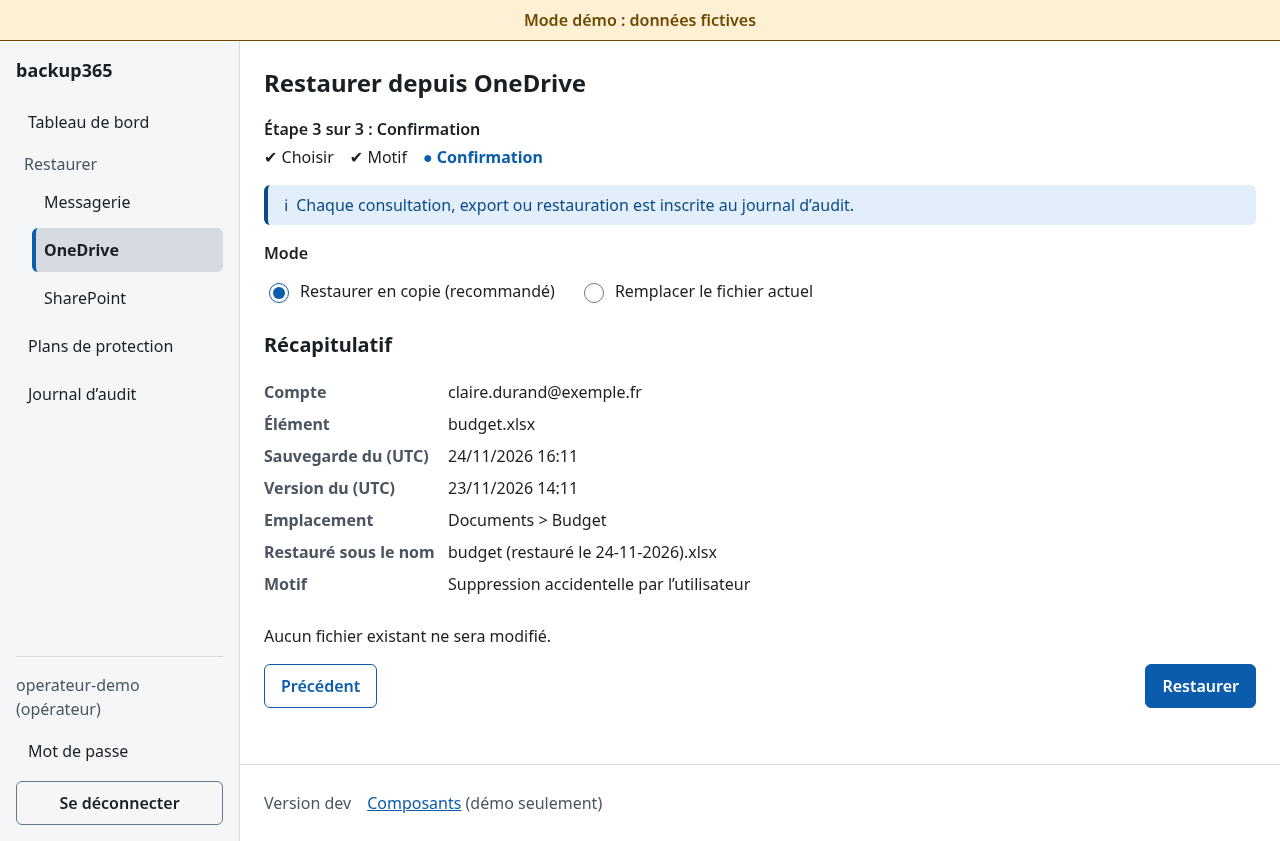 Mode démo : données fictives
backup365
Tableau de bord
Restaurer
Messagerie
OneDrive
SharePoint
Plans de protection
Journal d’audit
operateur-demo
(opérateur)
Mot de passe
Se déconnecter
Restaurer depuis OneDrive
Étape 3 sur 3 : Confirmation
✔ Choisir ✔ Motif ● Confirmation
i Chaque consultation, export ou restauration est inscrite au journal d’audit.
Mode
Restaurer en copie (recommandé) Remplacer le fichier actuel
Récapitulatif
Compte claire.durand@exemple.fr
Élément budget.xlsx
Sauvegarde du (UTC) 24/11/2026 16:11
Version du (UTC) 23/11/2026 14:11
Emplacement Documents > Budget
Restauré sous le nom budget (restauré le 24-11-2026).xlsx
Motif Suppression accidentelle par l’utilisateur
Aucun fichier existant ne sera modifié.
Précédent Restaurer
Version dev Composants (démo seulement)